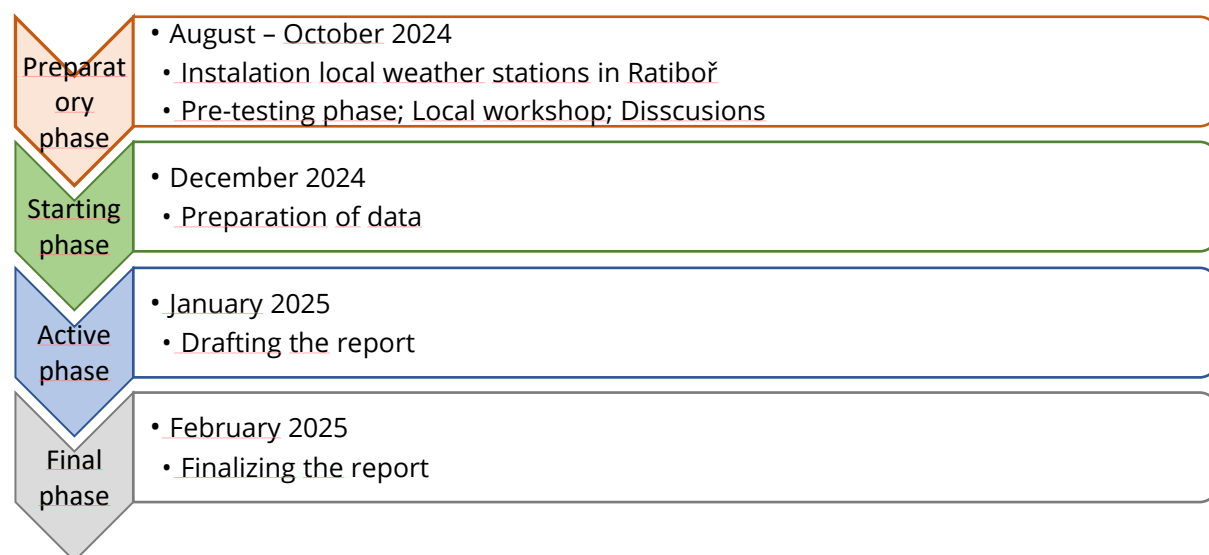 Preparat
ory
phase
• August – October 2024
• Instalation local weather stations in Ratiboř
• Pre-testing phase; Local workshop; Disscusions
Starting
phase
• December 2024
• Preparation of data
Active
phase
• January 2025
• Drafting the report
Final
phase
• February 2025
• Finalizing the report